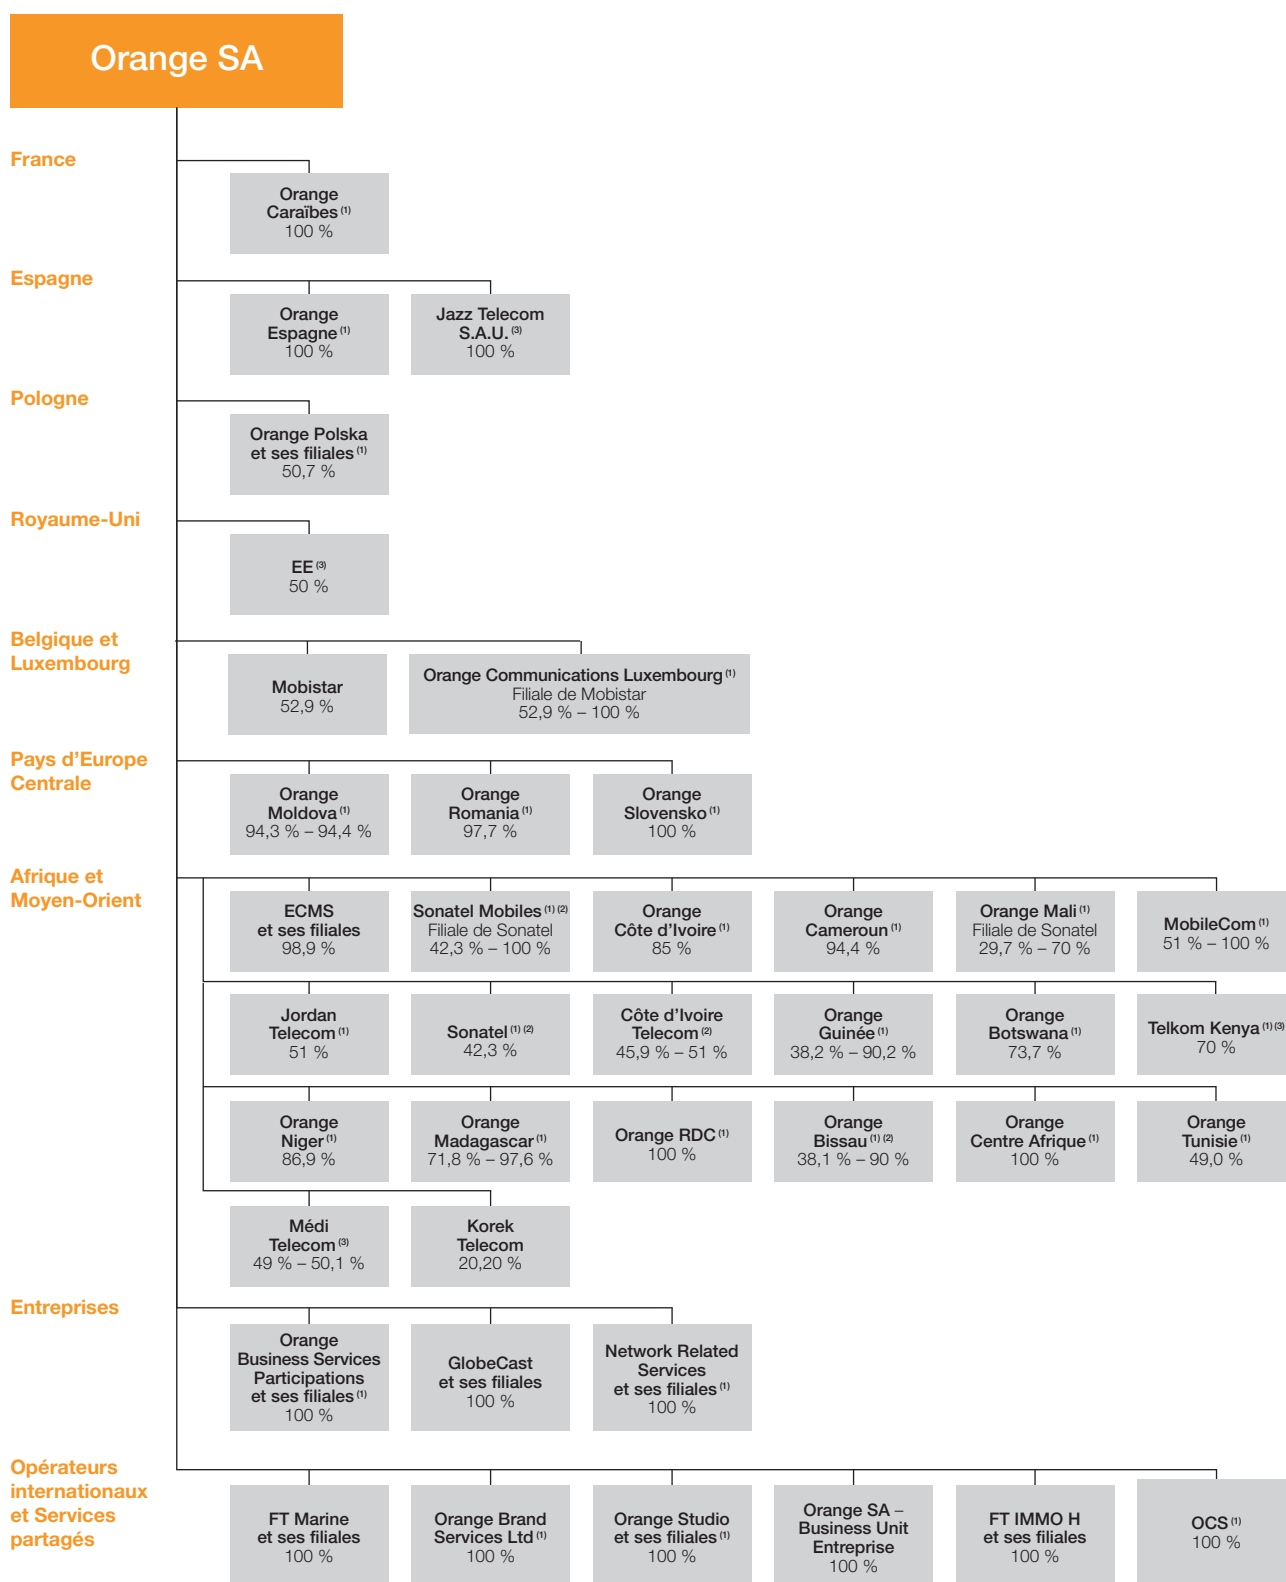 Orange SA
France
Orange
Caraïbes (1)
100 %
Espagne
Orange
Espagne (1)
100 %
Jazz Telecom
S.A.U. (3)
100 %
Pologne
Orange Polska
et ses filiales (1)
50,7 %
Royaume-Uni
EE (3)
50 %
Belgique et
Luxembourg
Mobistar
52,9 %
Orange Communications Luxembourg (1)
Filiale de Mobistar
52,9 % – 100 %
Pays d’Europe
Centrale
Orange
Moldova (1)
94,3 % – 94,4 %
Orange
Romania (1)
97,7 %
Orange
Slovensko (1)
100 %
Afrique et
Moyen-Orient
ECMS
et ses filiales
98,9 %
Sonatel Mobiles (1) (2)
Filiale de Sonatel
42,3 % – 100 %
Orange
Côte d’Ivoire (1)
85 %
Orange
Cameroun (1)
94,4 %
Orange Mali (1)
Filiale de Sonatel
29,7 % – 70 %
MobileCom (1)
51 % – 100 %
Jordan
Telecom (1)
51 %
Sonatel (1) (2)
42,3 %
Côte d’Ivoire
Telecom (2)
45,9 % – 51 %
Orange
Guinée (1)
38,2 % – 90,2 %
Orange
Botswana (1)
73,7 %
Telkom Kenya (1) (3)
70 %
Orange
Niger (1)
86,9 %
Orange
Madagascar (1)
71,8 % – 97,6 %
Orange RDC (1)
100 %
Orange
Bissau (1) (2)
38,1 % – 90 %
Orange
Centre Afrique (1)
100 %
Orange
Tunisie (1)
49,0 %
Médi
Telecom (3)
49 % – 50,1 %
Korek
Telecom
20,20 %
Entreprises
Orange
Business Services
Participations
et ses filiales (1)
100 %
GlobeCast
et ses filiales
100 %
Network Related
Services
et ses filiales (1)
100 %
Opérateurs
internationaux
et Services
partagés
FT Marine
et ses filiales
100 %
Orange Brand
Services Ltd (1)
100 %
Orange Studio
et ses filiales (1)
100 %
Orange SA –
Business Unit
Entreprise
100 %
FT IMMO H
et ses filiales
100 %
OCS (1)
100 %